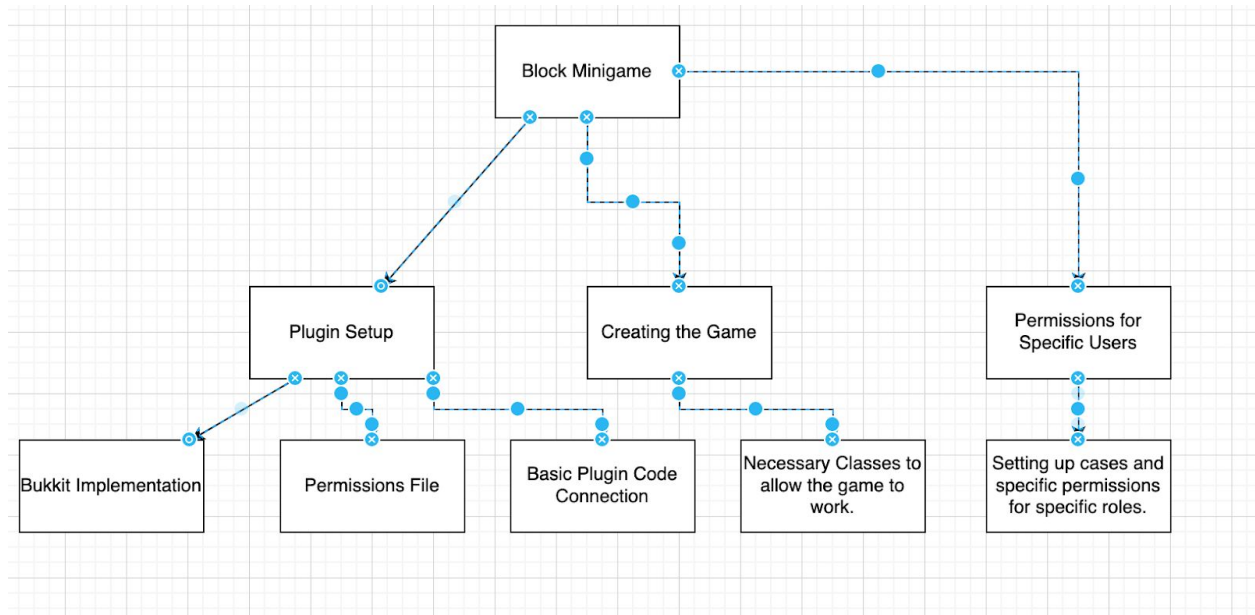 Block Minigame
Plugin Setup
Creating the Game
Permissions for
Specific Users
Bukkit Implementation
Permissions File
Basic Plugin Code
Connection
Necessary Classes to
allow the game to
work.
Setting up cases and
specific permissions
for specific roles.